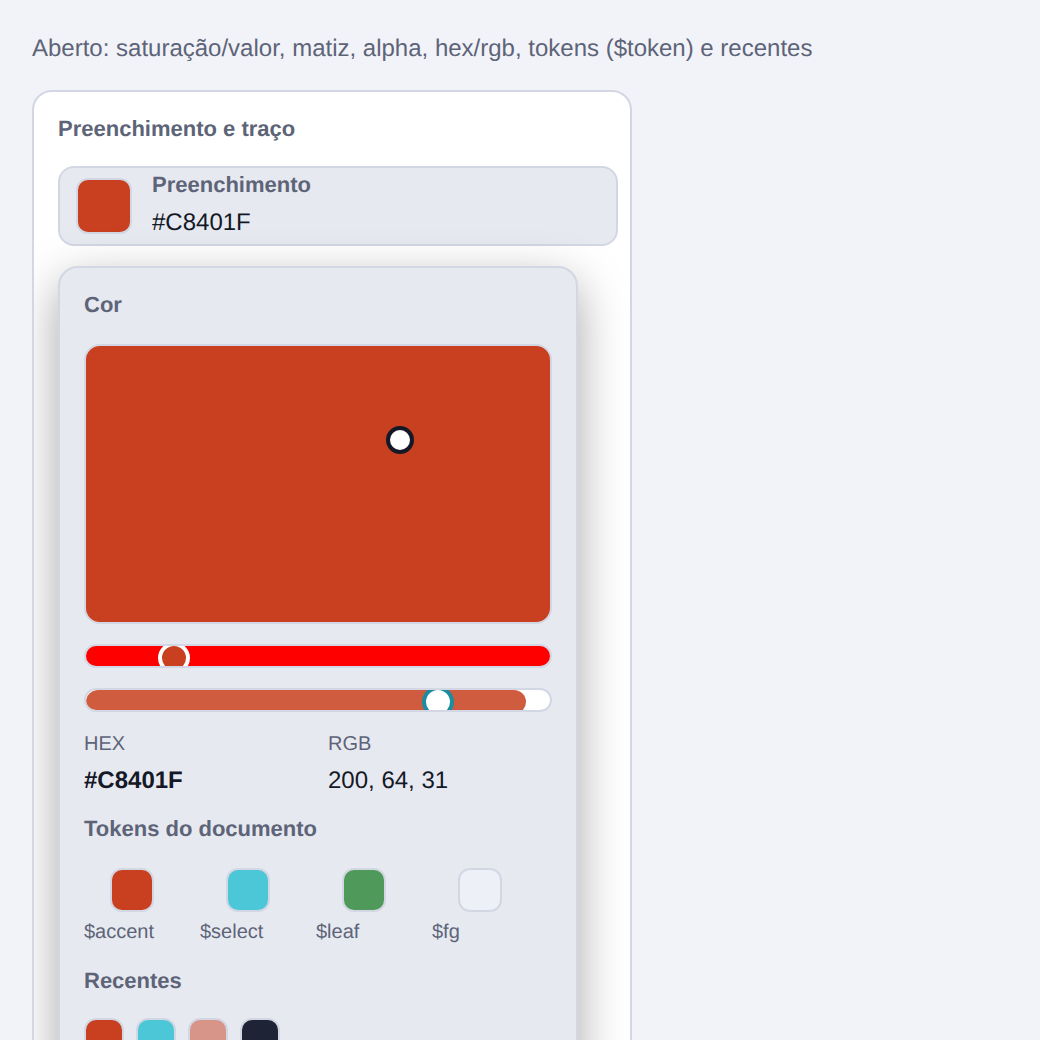 Aberto: saturação/valor, matiz, alpha, hex/rgb, tokens ($token) e recentes
Preenchimento e traço
Preenchimento
#C8401F
Cor
HEX
RGB
#C8401F
200, 64, 31
Tokens do documento
$accent
$select
$leaf
$fg
Recentes